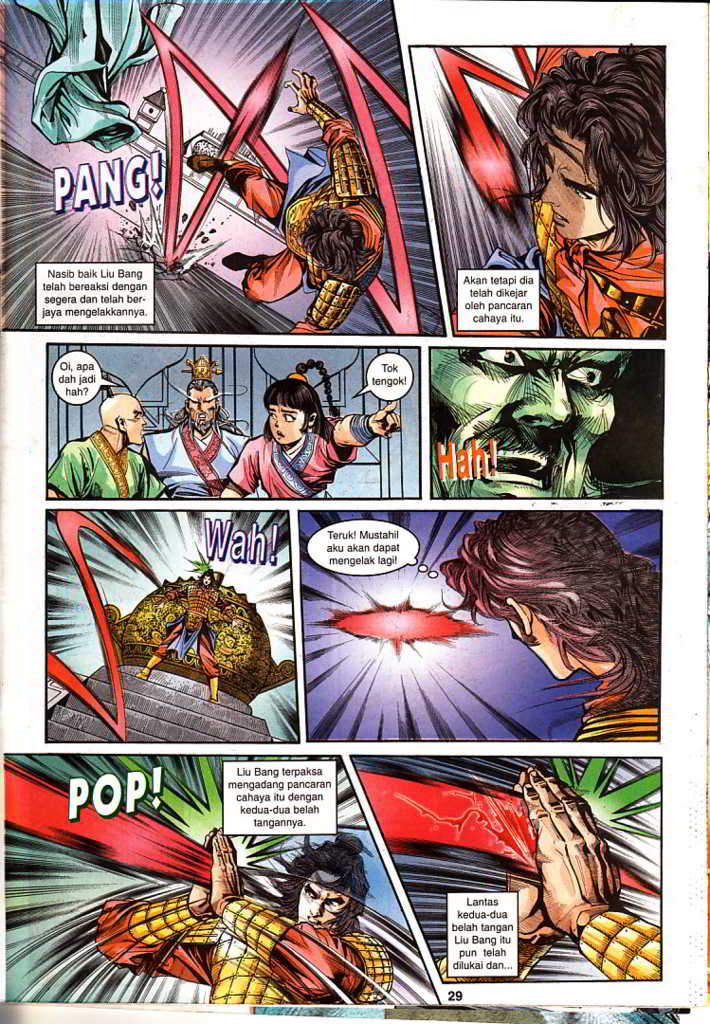 PANG!
Nasib baik Liu Bang
telah bereaksi dengan
segera dan telah ber-
jaya mengelakkannya.
Akan tetapi dia
telah dikejar
oleh pancaran
cahaya itu.
Oi, apa
dah jadi
hah?
Tok
tengok!
Hah!
Wah!
Teruk! Mustahil
aku akan dapat
mengelak lagi!
POP!
Liu Bang terpaksa
mengadang pancaran
cahaya itu dengan
kedua-dua belah
tangannya.
Lantas
kedua-dua
belah tangan
Liu Bang itu
pun telah
dilukai dan...
29